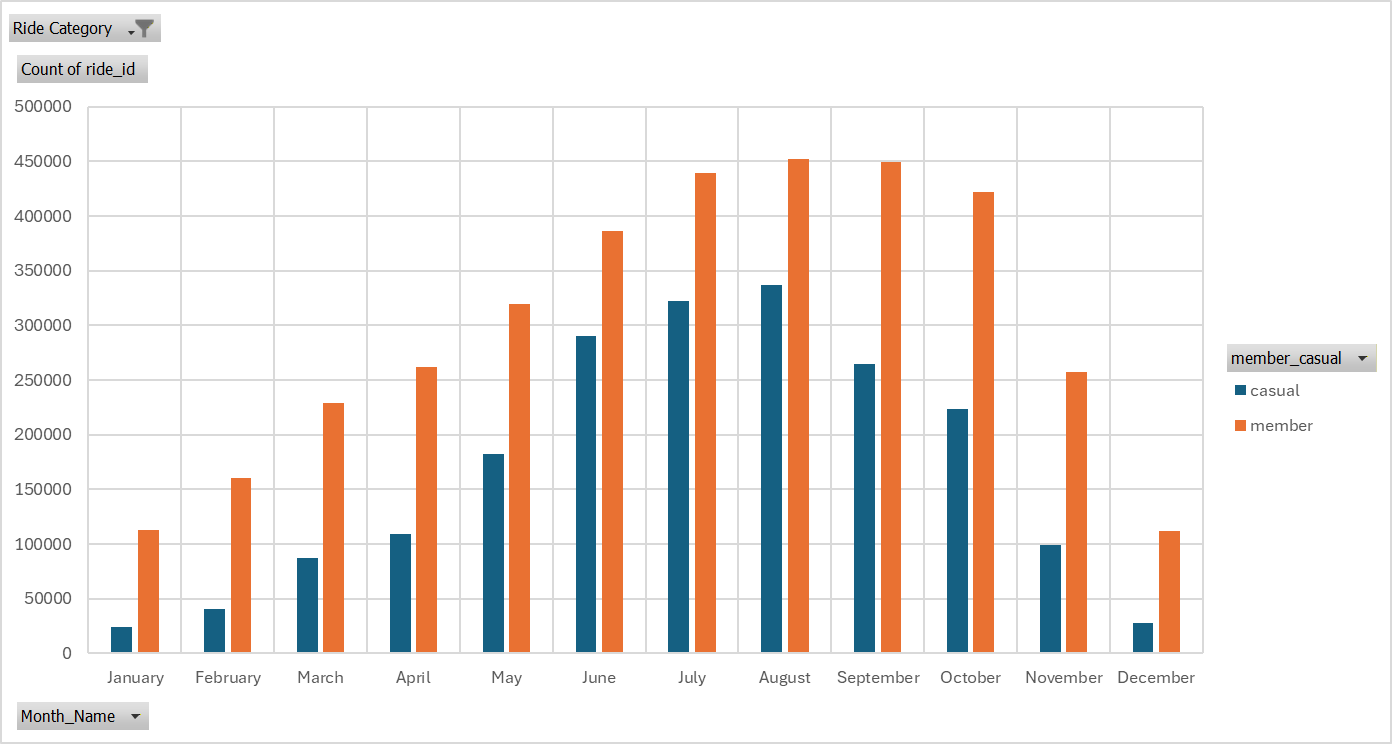 Ride Category
Count of ride_id
500000
450000
400000
350000
300000
250000
200000
150000
100000
50000
0
January February March April May June July August September October November December
member_casual
casual
member
Month_Name